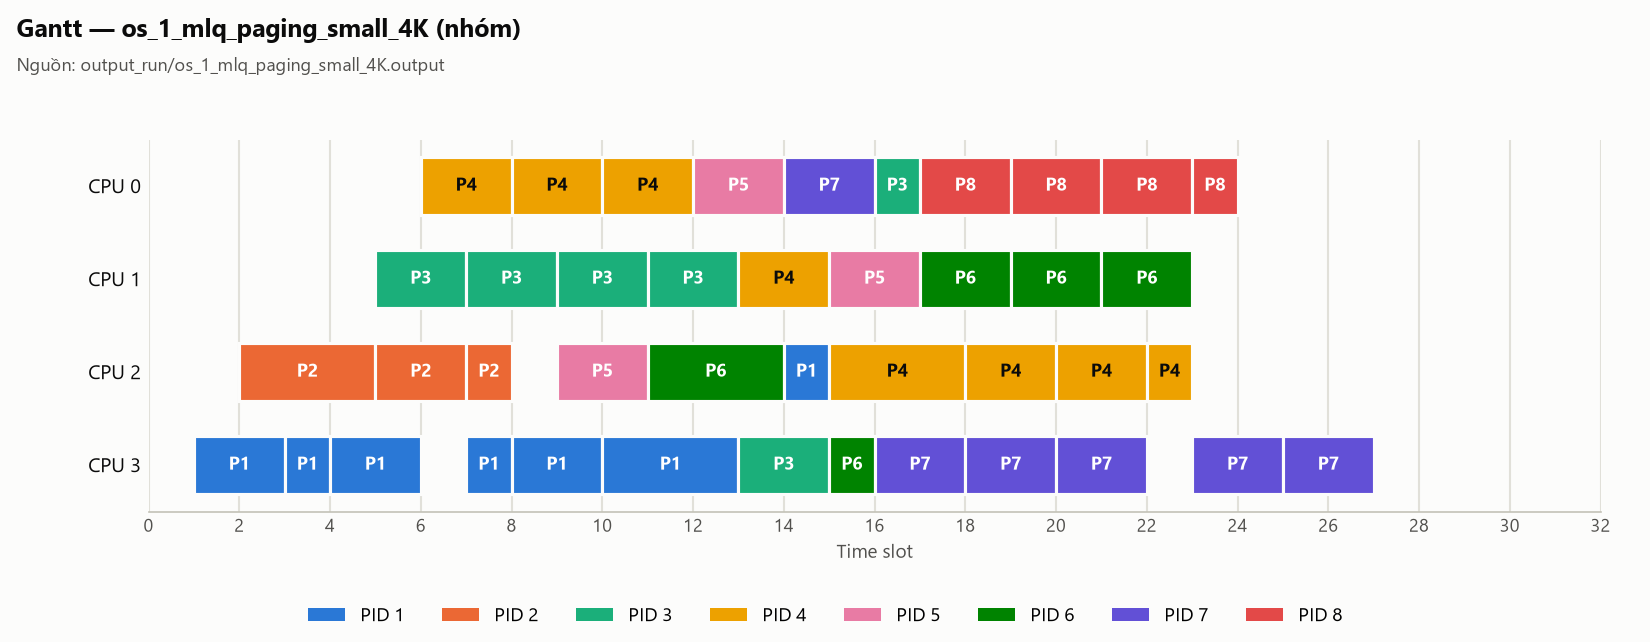 Gantt — os_1_mlq_paging_small_4K (nhóm)
Nguồn: output_run/os_1_mlq_paging_small_4K.output
CPU 0 P4 P4 P4 P5 P7 P3 P8 P8 P8 P8
CPU 1 P3 P3 P3 P3 P4 P5 P6 P6 P6
CPU 2 P2 P2 P2 P5 P6 P1 P4 P4 P4 P4
CPU 3 P1 P1 P1 P1 P1 P1 P3 P6 P7 P7 P7 P7 P7
0 2 4 6 8 10 12 14 16 18 20 22 24 26 28 30 32
Time slot
PID 1 PID 2 PID 3 PID 4 PID 5 PID 6 PID 7 PID 8